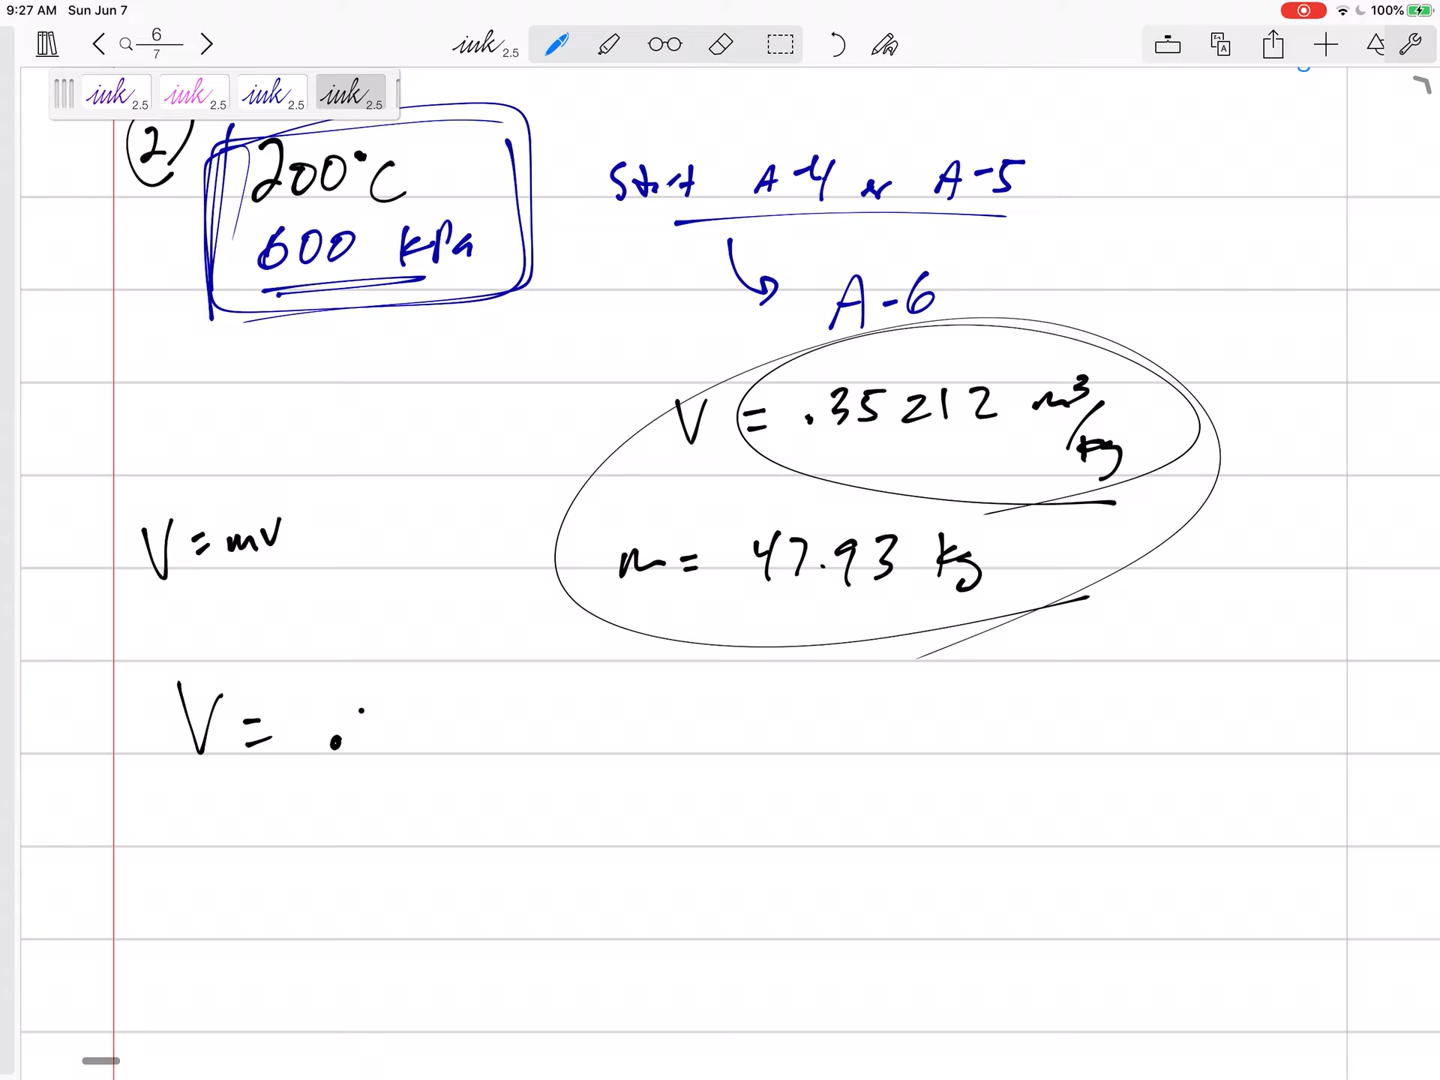 9:27 AM Sun Jun 7
100%
6
7
ink 2.5
ink 2.5
ink 2.5
ink 2.5
ink 2.5
2
200°C
600 kPa
Start A-4 or A-5
A-6
V = .35212 m³/kg
V = mv
m = 47.93 kg
V = .